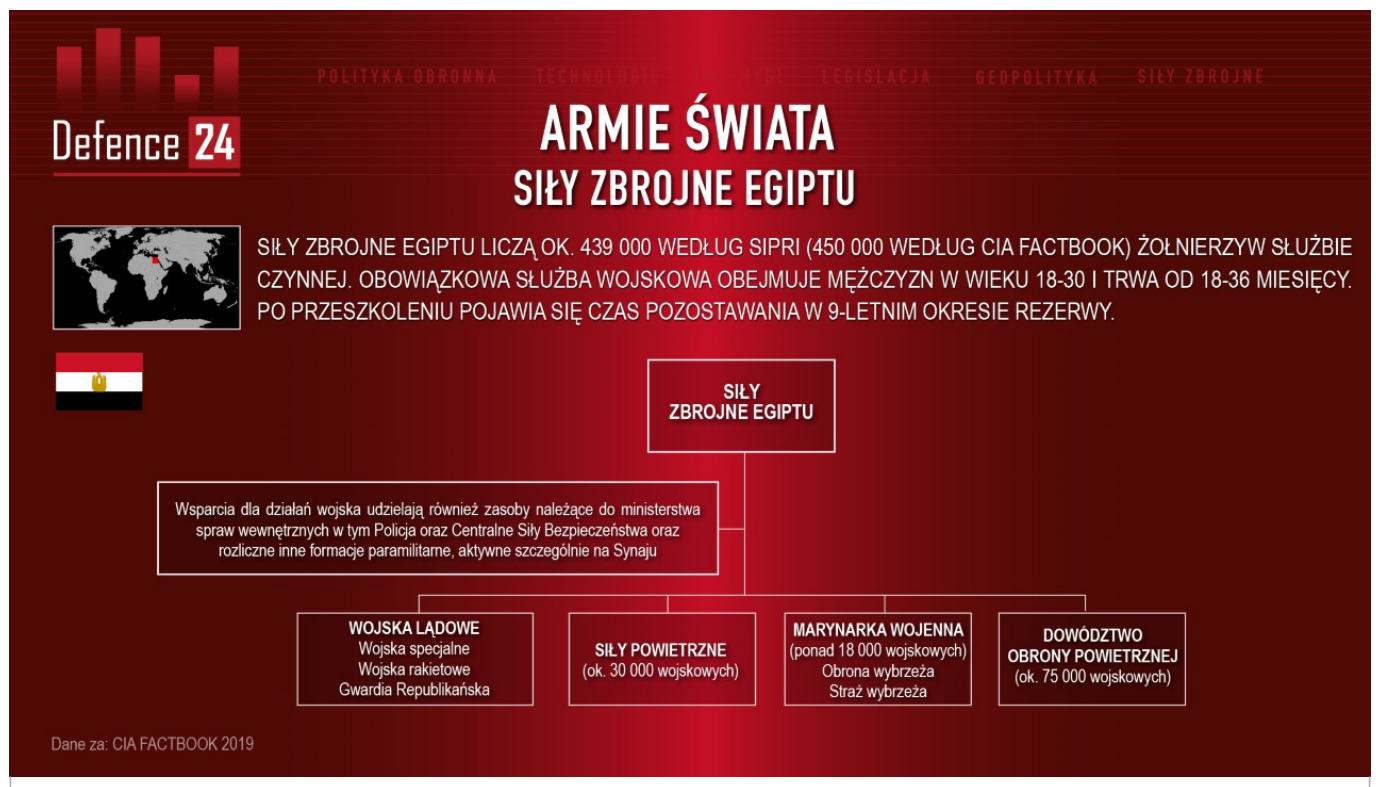 POLITYKA OBRONNA TECHNOLOGIE LEGISLACJA GEOPOLITYKA SIŁY ZBROJNE
Defence 24
ARMIE ŚWIATA
SIŁY ZBROJNE EGIPTU
SIŁY ZBROJNE EGIPTU LICZĄ OK. 439 000 WEDŁUG SIPRI (450 000 WEDŁUG CIA FACTBOOK) ŻOŁNIERZYW SŁUŻBIE
CZYNNEJ. OBOWIĄZKOWA SŁUŻBA WOJSKOWA OBEJMUJE MĘŻCZYZN W WIEKU 18-30 I TRWA OD 18-36 MIESIĘCY.
PO PRZESZKOLENIU POJAWIA SIĘ CZAS POZOSTAWANIA W 9-LETNIM OKRESIE REZERWY.
SIŁY
ZBROJNE EGIPTU
Wsparcia dla działań wojska udzielają również zasoby należące do ministerstwa
spraw wewnętrznych w tym Policja oraz Centralne Siły Bezpieczeństwa oraz
rozliczne inne formacje paramilitarne, aktywne szczególnie na Synaju
WOJSKA LĄDOWE
Wojska specjalne
Wojska rakietowe
Gwardia Republikańska
SIŁY POWIETRZNE
(ok. 30 000 wojskowych)
MARYNARKA WOJENNA
(ponad 18 000 wojskowych)
Obrona wybrzeża
Straż wybrzeża
DOWÓDZTWO
OBRONY POWIETRZNEJ
(ok. 75 000 wojskowych)
Dane za: CIA FACTBOOK 2019